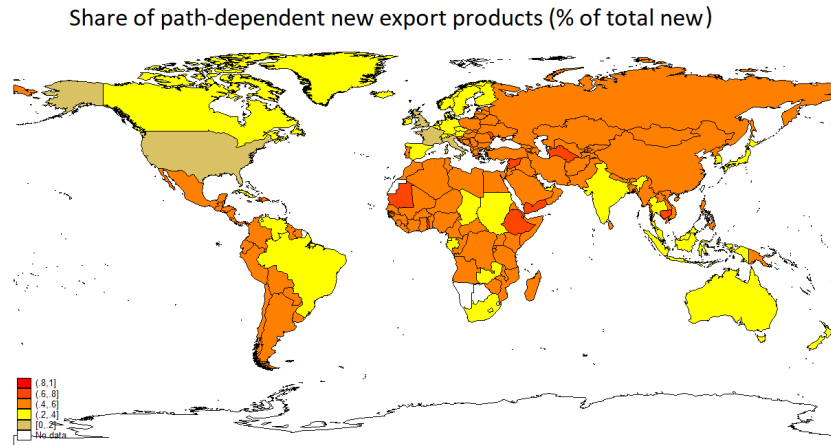 Share of path-dependent new export products (% of total new)
(.8,1]
(.6,.8]
(.4,.6]
(.2,.4]
[0,.2]
No data